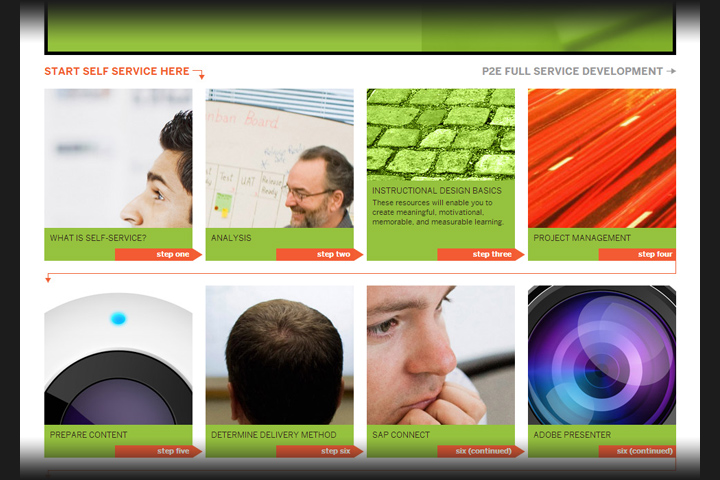 START SELF SERVICE HERE
P2E FULL SERVICE DEVELOPMENT
nban Board
Test
UAT
Release
Ready
WHAT IS SELF-SERVICE?
step one
ANALYSIS
step two
INSTRUCTIONAL DESIGN BASICS
These resources will enable you to
create meaningful, motivational,
memorable, and measurable learning.
step three
PROJECT MANAGEMENT
step four
PREPARE CONTENT
step five
DETERMINE DELIVERY METHOD
step six
SAP CONNECT
six (continued)
ADOBE PRESENTER
six (continued)